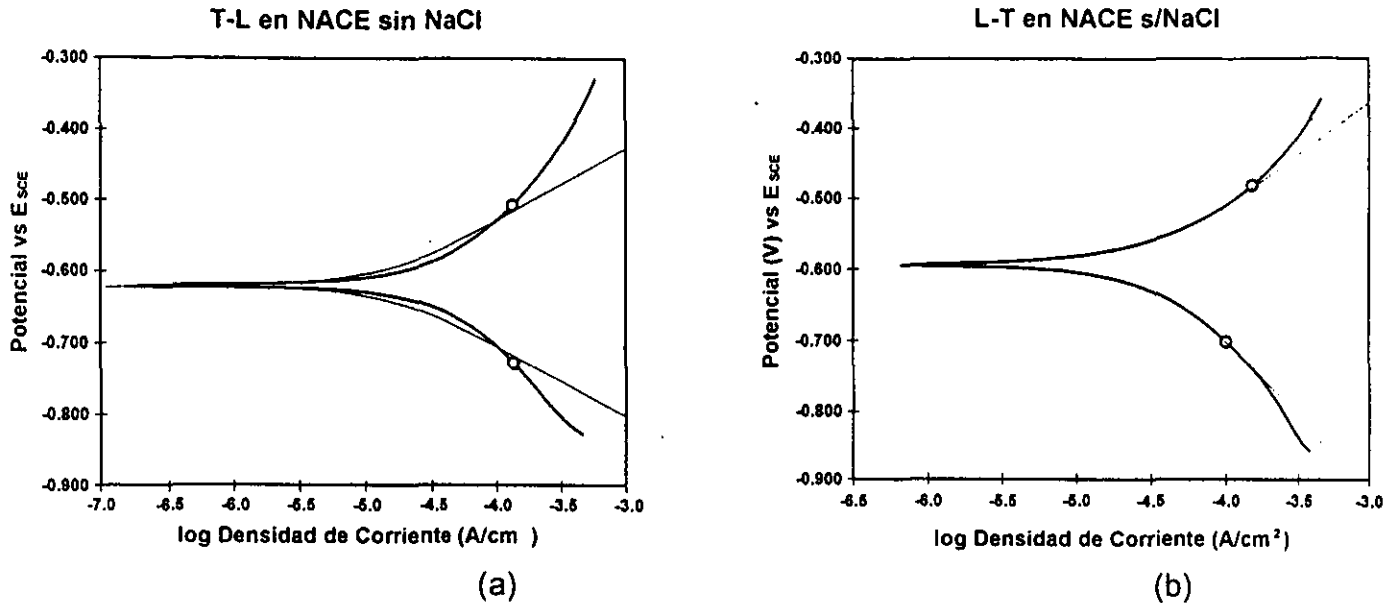 T-L en NACE sin NaCl
-0.300
-0.400
-0.500
-0.600
-0.700
-0.800
-0.900
Potencial vs E SCE
-7.0 -6.5 -6.0 -5.5 -5.0 -4.5 -4.0 -3.5 -3.0
log Densidad de Corriente (A/cm )
(a)
L-T en NACE s/NaCl
-0.300
-0.400
-0.500
-0.600
-0.700
-0.800
-0.900
Potencial (V) vs E SCE
-6.5 -6.0 -5.5 -5.0 -4.5 -4.0 -3.5 -3.0
log Densidad de Corriente (A/cm²)
(b)